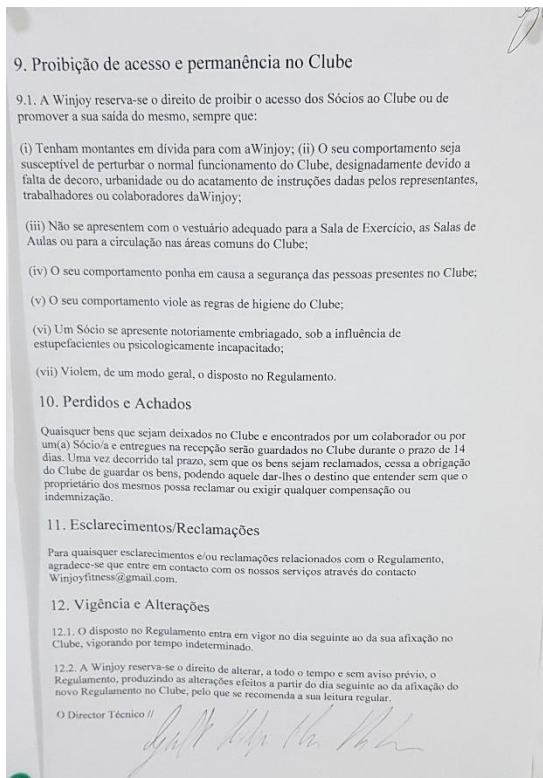 9. Proibição de acesso e permanência no Clube
9.1. A Winjoy reserva-se o direito de proibir o acesso dos Sócios ao Clube ou de
promover a sua saída do mesmo, sempre que:
(i) Tenham montantes em dívida para com aWinjoy; (ii) O seu comportamento seja
susceptível de perturbar o normal funcionamento do Clube, designadamente devido a
falta de decoro, urbanidade ou do acatamento de instruções dadas pelos representantes,
trabalhadores ou colaboradores daWinjoy;
(iii) Não se apresentem com o vestuário adequado para a Sala de Exercício, as Salas de
Aulas ou para a circulação nas áreas comuns do Clube;
(iv) O seu comportamento ponha em causa a segurança das pessoas presentes no Clube;
(v) O seu comportamento viole as regras de higiene do Clube;
(vi) Um Sócio se apresente notoriamente embriagado, sob a influência de
estupefacientes ou psicologicamente incapacitado;
(vii) Violem, de um modo geral, o disposto no Regulamento.
10. Perdidos e Achados
Quaisquer bens que sejam deixados no Clube e encontrados por um colaborador ou por
um(a) Sócio/a e entregues na recepção serão guardados no Clube durante o prazo de 14
dias. Uma vez decorrido tal prazo, sem que os bens sejam reclamados, cessa a obrigação
do Clube de guardar os bens, podendo aquele dar-lhes o destino que entender sem que o
proprietário dos mesmos possa reclamar ou exigir qualquer compensação ou
indemnização.
11. Esclarecimentos/Reclamações
Para quaisquer esclarecimentos e/ou reclamações relacionados com o Regulamento,
agradece-se que entre em contacto com os nossos serviços através do contacto
Winjoyfitness@gmail.com.
12. Vigência e Alterações
12.1. O disposto no Regulamento entra em vigor no dia seguinte ao da sua afixação no
Clube, vigorando por tempo indeterminado.
12.2. A Winjoy reserva-se o direito de alterar, a todo o tempo e sem aviso prévio, o
Regulamento, produzindo as alterações efeitos a partir do dia seguinte ao da afixação do
novo Regulamento no Clube, pelo que se recomenda a sua leitura regular.
O Director Técnico //